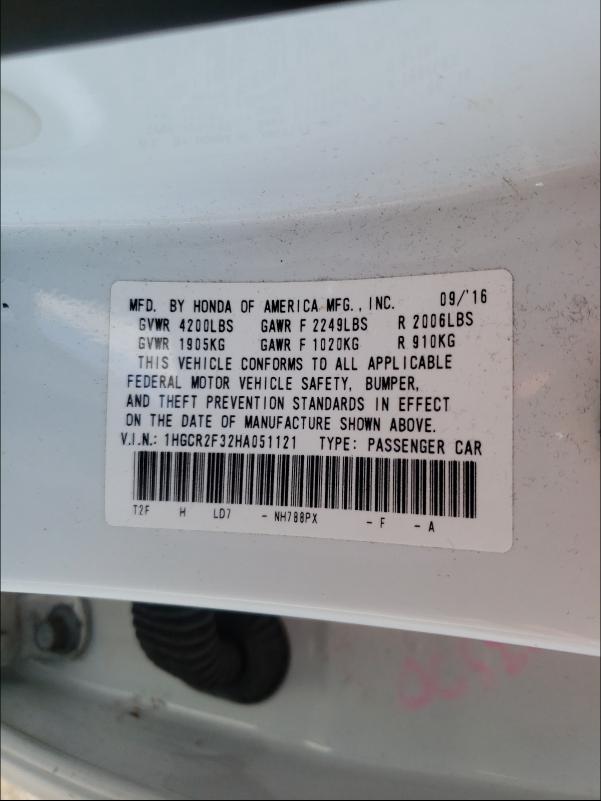 MFD. BY HONDA OF AMERICA MFG., INC. 09/'16
GVWR 4200LBS GAWR F 2249LBS R 2006LBS
GVWR 1905KG GAWR F 1020KG R 910KG
THIS VEHICLE CONFORMS TO ALL APPLICABLE
FEDERAL MOTOR VEHICLE SAFETY, BUMPER,
AND THEFT PREVENTION STANDARDS IN EFFECT
ON THE DATE OF MANUFACTURE SHOWN ABOVE.
V.I.N.: 1HGCR2F32HA051121 TYPE: PASSENGER CAR
T2F H LD7 - NH788PX - F - A